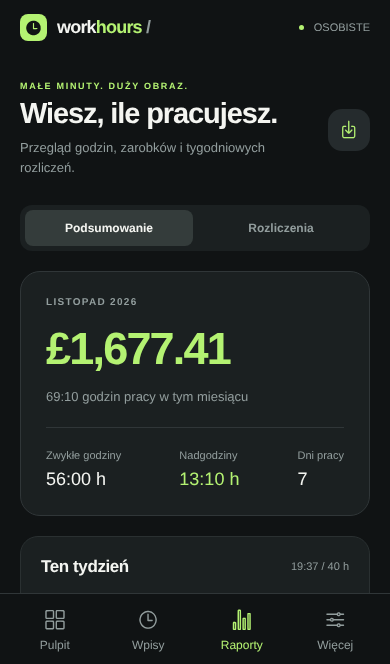 workhours /
OSOBISTE
MAŁE MINUTY. DUŻY OBRAZ.
Wiesz, ile pracujesz.
Przegląd godzin, zarobków i tygodniowych
rozliczeń.
Podsumowanie
Rozliczenia
LISTOPAD 2026
£1,677.41
69:10 godzin pracy w tym miesiącu
Zwykłe godziny
Nadgodziny
Dni pracy
56:00 h
13:10 h
7
Ten tydzień
19:37 / 40 h
Pulpit
Wpisy
Raporty
Więcej